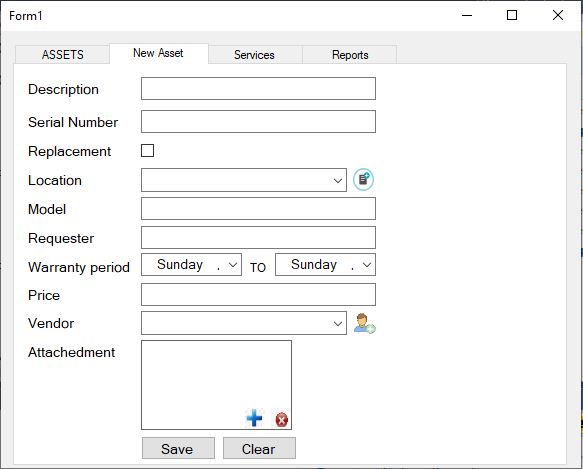 Form1
ASSETS New Asset Services Reports
Description
Serial Number
Replacement
Location
Model
Requester
Warranty period Sunday . TO Sunday .
Price
Vendor
Attachedment
Save Clear